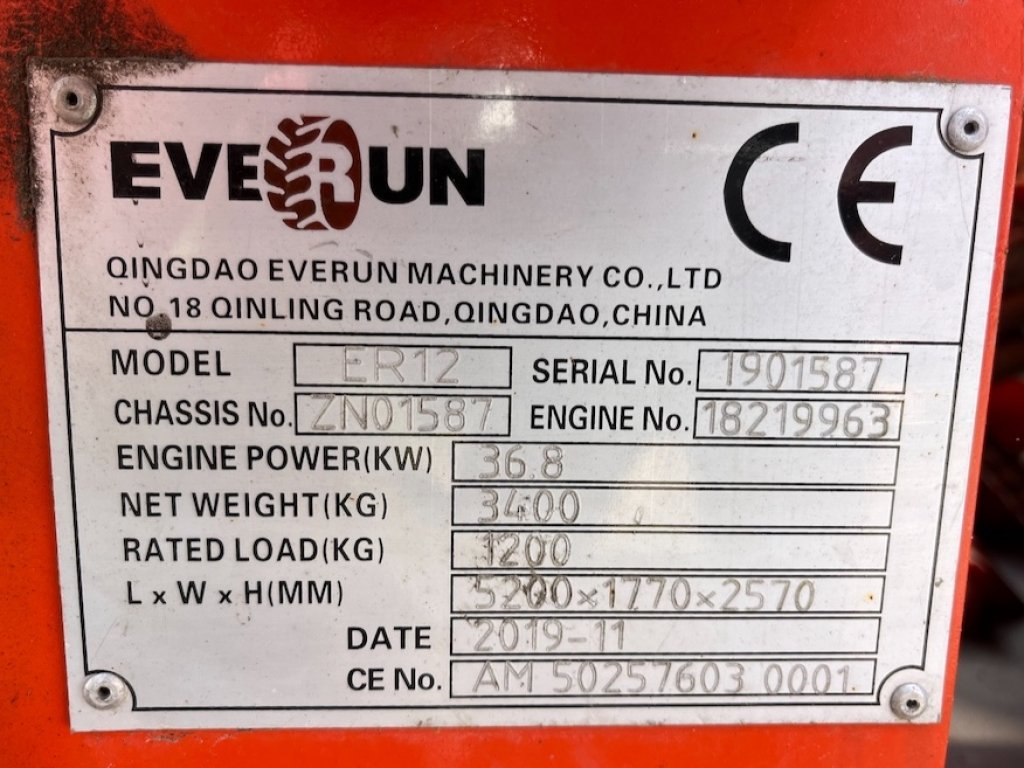 EVERUN CE
QINGDAO EVERUN MACHINERY CO.,LTD
NO.18 QINLING ROAD,QINGDAO,CHINA
MODEL ER12 SERIAL No. 1901587
CHASSIS No. ZN01587 ENGINE No. 18219963
ENGINE POWER(KW) 36.8
NET WEIGHT(KG) 3400
RATED LOAD(KG) 1200
L x W x H(MM) 5200×1770×2570
DATE 2019-11
CE No. AM 50257603 0001